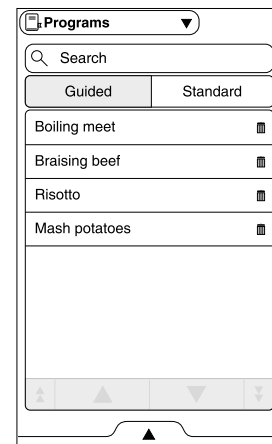 Programs
Search
Guided Standard
Boiling meet
Braising beef
Risotto
Mash potatoes